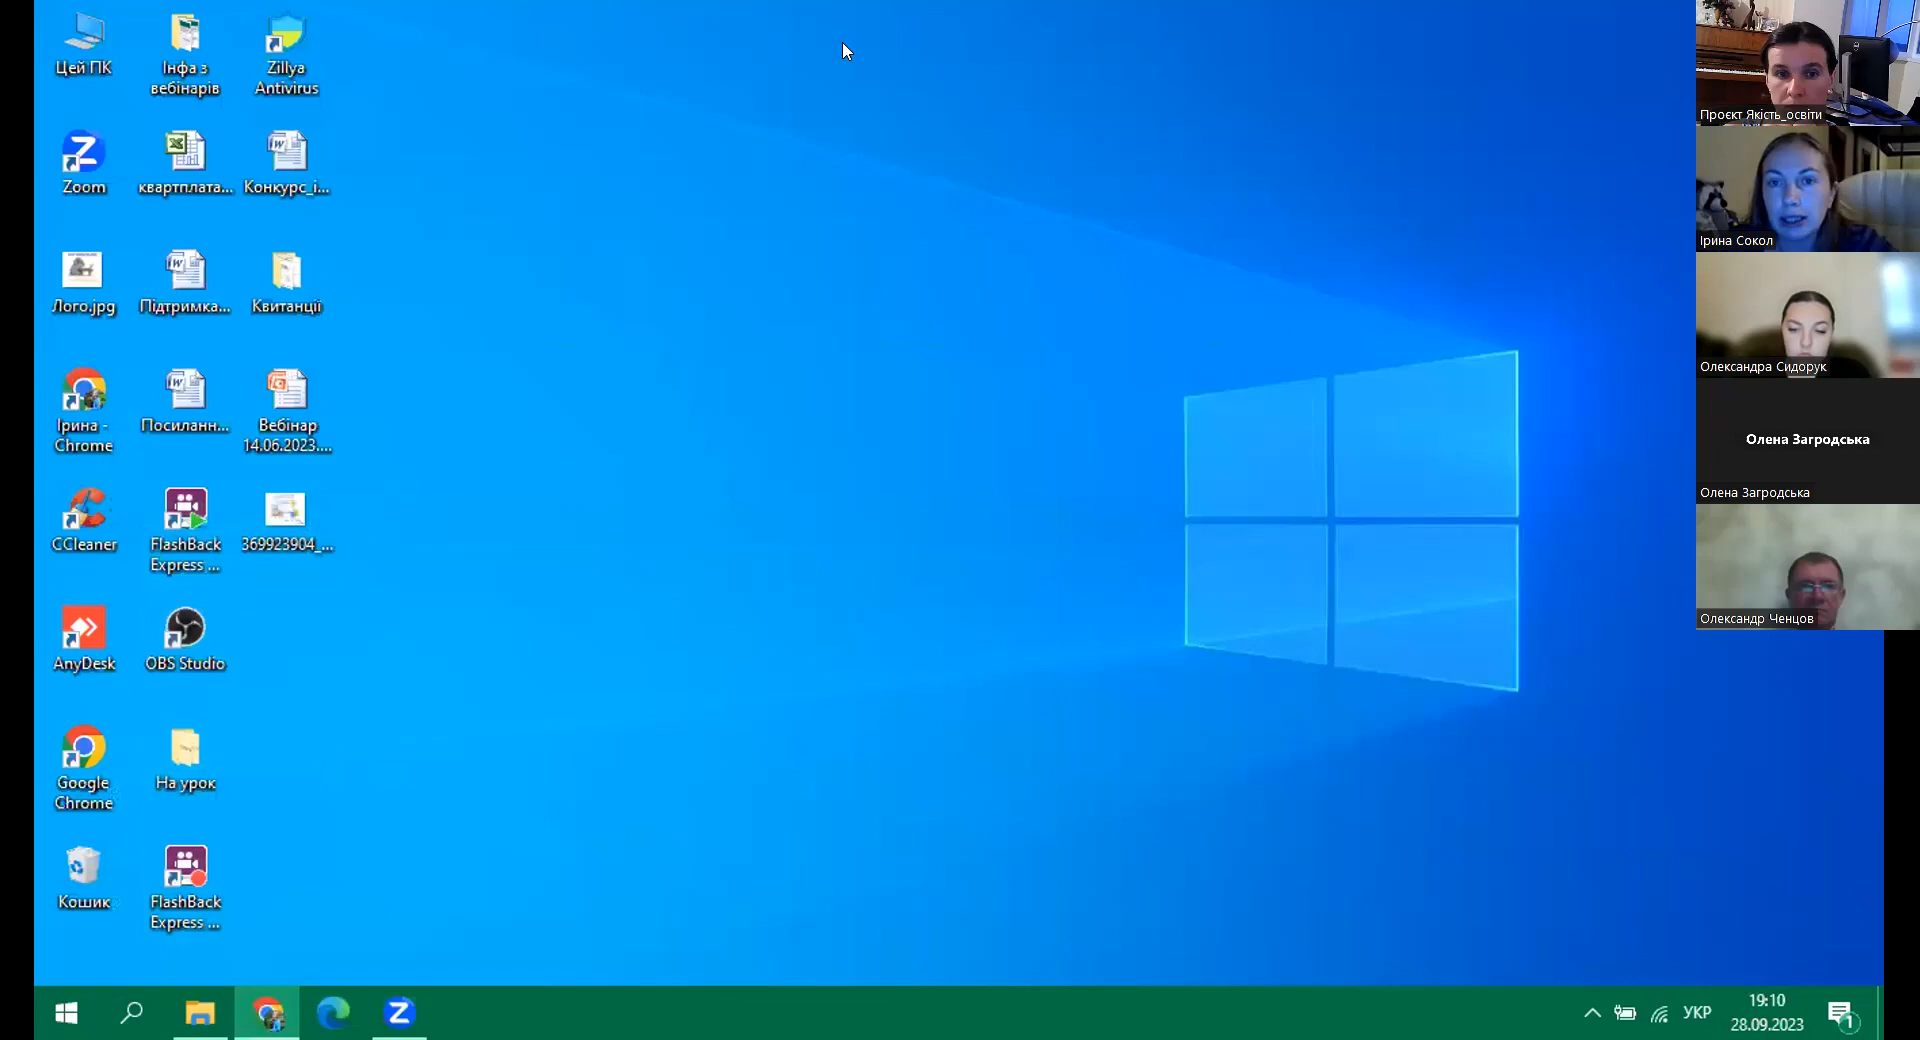 Цей ПК
Інфа з
вебінарів
Zillya
Antivirus
Zoom
квартплата...
Конкурс_і...
Лого.jpg
Підтримка...
Квитанції
Ірина -
Chrome
Посиланн...
Вебінар
14.06.2023....
CCleaner
FlashBack
Express ...
369923904_...
AnyDesk
OBS Studio
Google
Chrome
На урок
Кошик
FlashBack
Express ...
Проєкт Якість_освіти
Ірина Сокол
Олександра Сидорук
Олена Загродська
Олена Загродська
Олександр Ченцов
УКР
19:10
28.09.2023
1